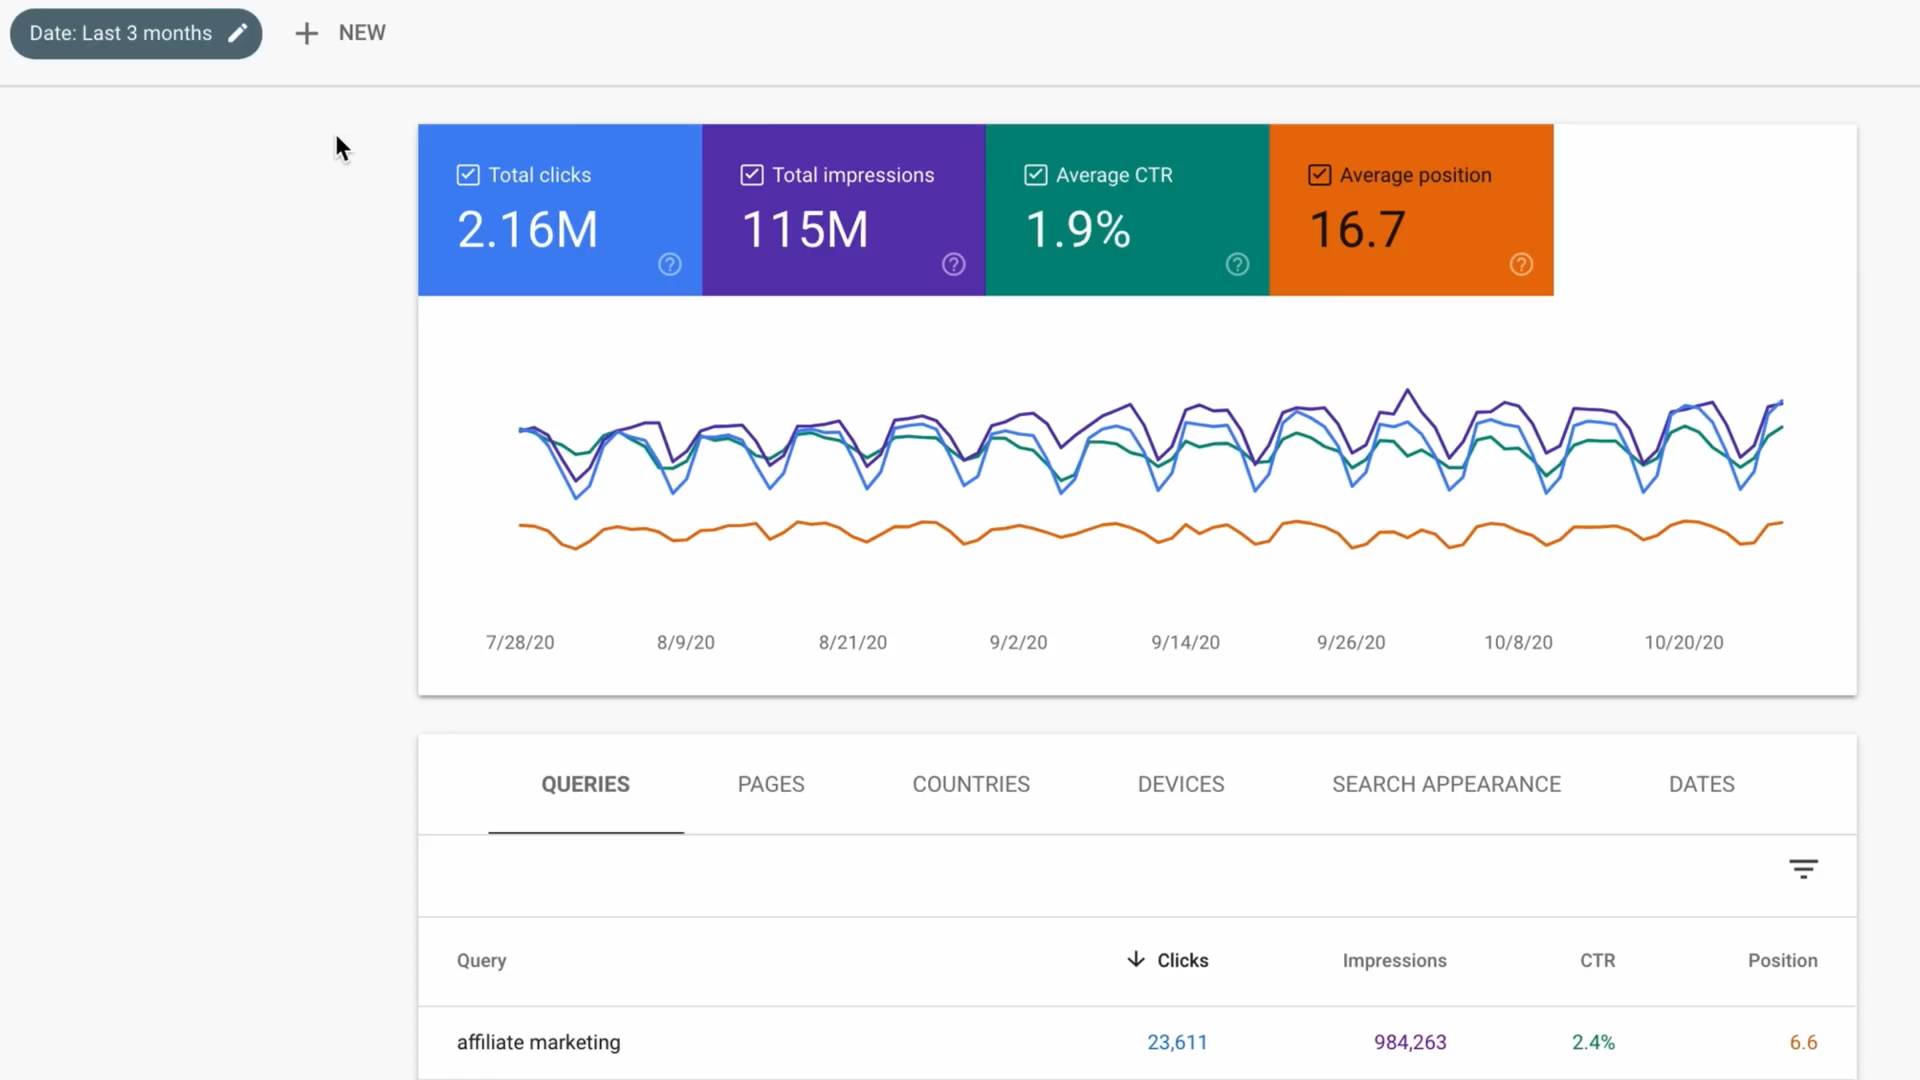 Date: Last 3 months NEW
Total clicks Total impressions Average CTR Average position
2.16M 115M 1.9% 16.7
7/28/20 8/9/20 8/21/20 9/2/20 9/14/20 9/26/20 10/8/20 10/20/20
QUERIES PAGES COUNTRIES DEVICES SEARCH APPEARANCE DATES
Query Clicks Impressions CTR Position
affiliate marketing 23,611 984,263 2.4% 6.6